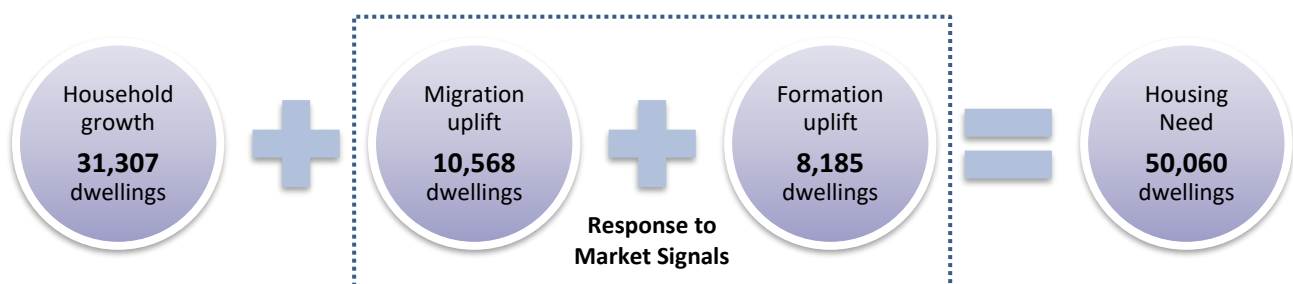 Household
growth
31,307
dwellings
Migration
uplift
10,568
dwellings
Formation
uplift
8,185
dwellings
Response to
Market Signals
Housing
Need
50,060
dwellings